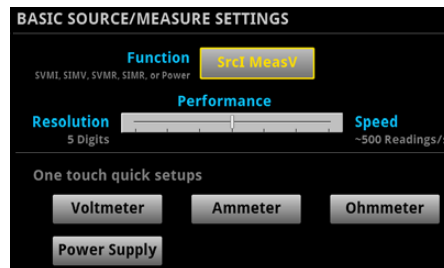 BASIC SOURCE/MEASURE SETTINGS
Function
SrcI MeasV
SVMI, SIMV, SVMR, SIMR, or Power
Performance
Resolution
Speed
5 Digits
~500 Readings/s
One touch quick setups
Voltmeter
Ammeter
Ohmmeter
Power Supply